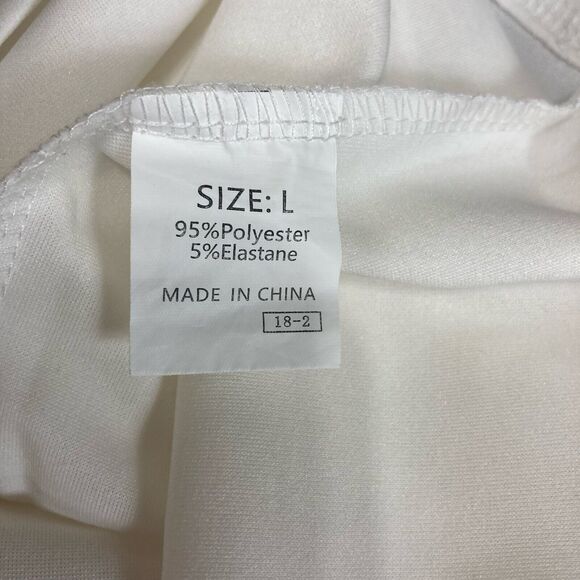 SIZE: L
95%Polyester
5%Elastane
MADE IN CHINA
18-2